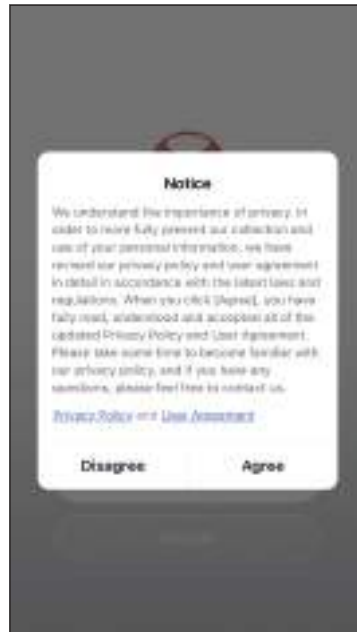 Notice
We understand the importance of privacy. In
order to more fully present our collection and
use of your personal information, we have
revised our privacy policy and user agreement
in detail in accordance with the latest laws and
regulations. When you click [Agree], you have
fully read, understood and accepted all of the
updated Privacy Policy and User Agreement.
Please take some time to become familiar with
our privacy policy, and if you have any
questions, please feel free to contact us.
Privacy Policy and User Agreement
Disagree Agree